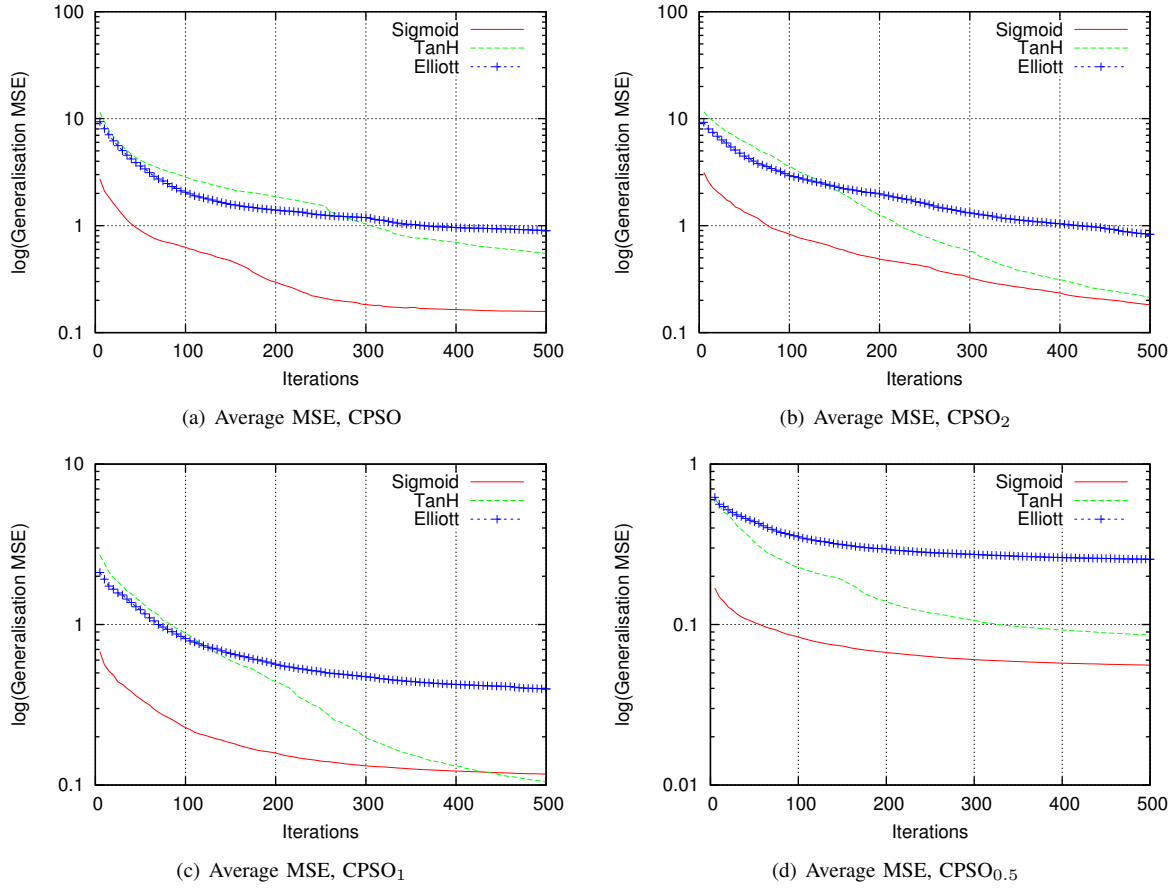 log(Generalisation MSE)
100
10
1
0.1
0 100 200 300 400 500
Iterations
Sigmoid
TanH
Elliott
(a) Average MSE, CPSO
log(Generalisation MSE)
100
10
1
0.1
0 100 200 300 400 500
Iterations
Sigmoid
TanH
Elliott
(b) Average MSE, CPSO₂
log(Generalisation MSE)
10
1
0.1
0 100 200 300 400 500
Iterations
Sigmoid
TanH
Elliott
(c) Average MSE, CPSO₁
log(Generalisation MSE)
1
0.1
0.01
0 100 200 300 400 500
Iterations
Sigmoid
TanH
Elliott
(d) Average MSE, CPSO₀.₅